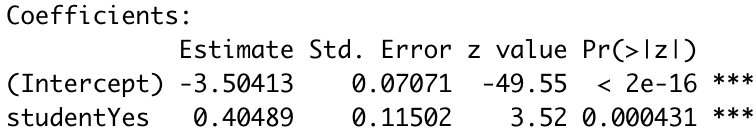 Coefficients:
Estimate Std. Error z value Pr(>|z|)
(Intercept) -3.50413 0.07071 -49.55 < 2e-16 ***
studentYes 0.40489 0.11502 3.52 0.000431 ***